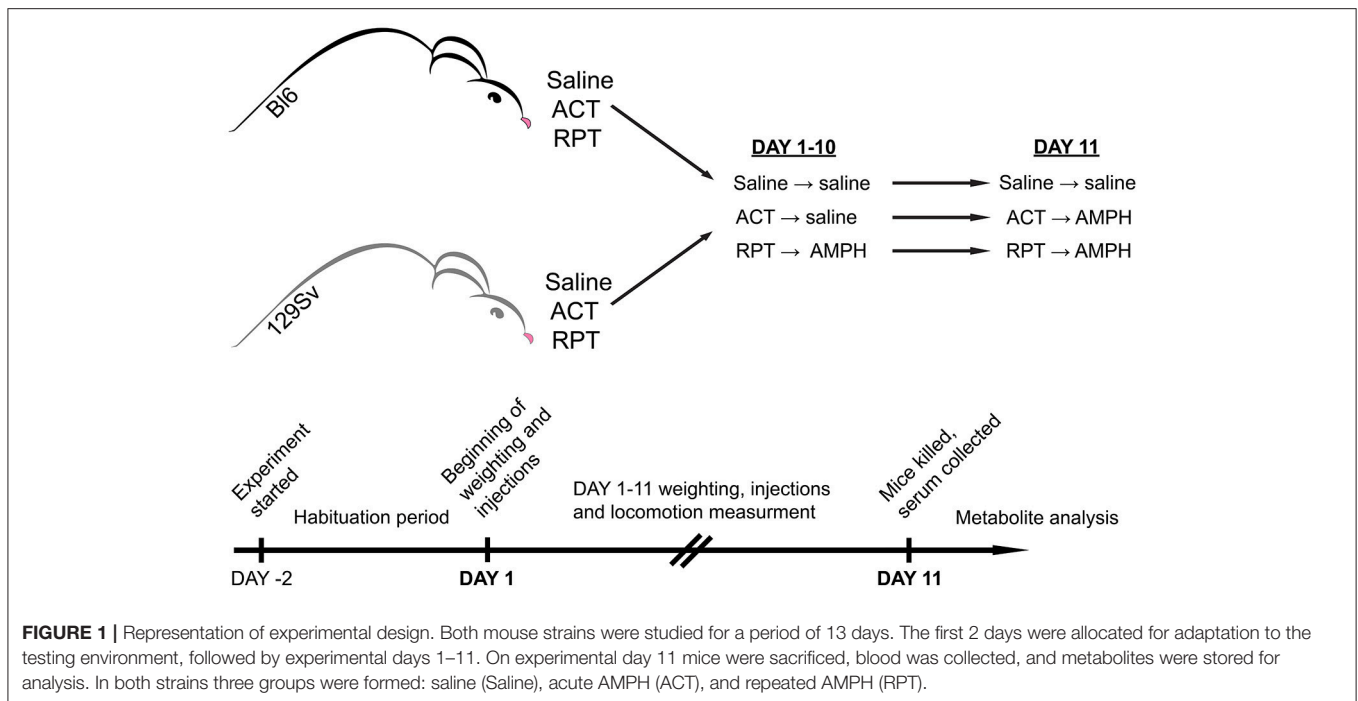 Bl6
Saline
ACT
RPT
129Sv
Saline
ACT
RPT
DAY 1-10
DAY 11
Saline → saline
Saline → saline
ACT → saline
ACT → AMPH
RPT → AMPH
RPT → AMPH
Experiment
started
Habituation period
Beginning of
weighting and
injections
DAY 1-11 weighting, injections
and locomotion measurment
Mice killed,
serum collected
Metabolite analysis
DAY -2
DAY 1
DAY 11
FIGURE 1 | Representation of experimental design. Both mouse strains were studied for a period of 13 days. The first 2 days were allocated for adaptation to the
testing environment, followed by experimental days 1–11. On experimental day 11 mice were sacrificed, blood was collected, and metabolites were stored for
analysis. In both strains three groups were formed: saline (Saline), acute AMPH (ACT), and repeated AMPH (RPT).